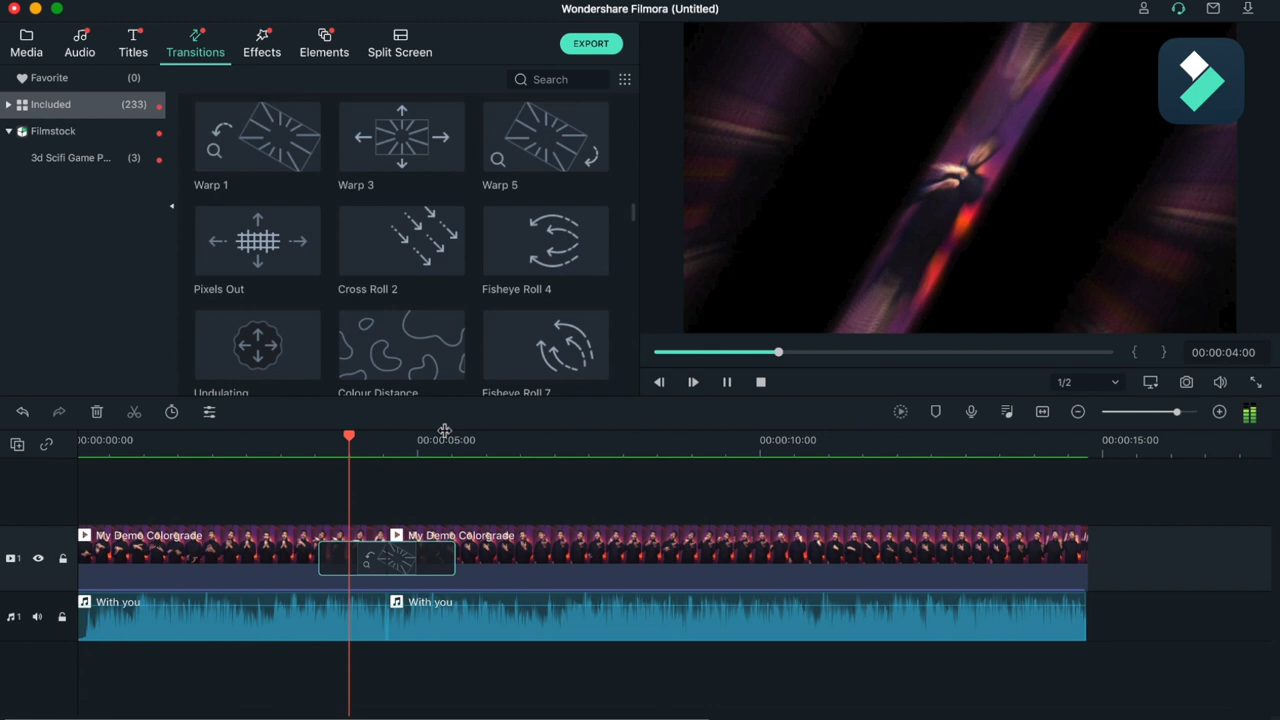 Wondershare Filmora (Untitled)
Media
Audio
Titles
Transitions
Effects
Elements
Split Screen
EXPORT
Favorite (0)
Search
Included (233)
Filmstock
3d Scifi Game P... (3)
Warp 1
Warp 3
Warp 5
Pixels Out
Cross Roll 2
Fisheye Roll 4
Undulating
Colour Distance
Fisheye Roll 7
{ } 00:00:04:00
1/2
00:00:00:00
00:00:05:00
00:00:10:00
00:00:15:00
My Demo Colorgrade
My Demo Colorgrade
1
With you
With you
1